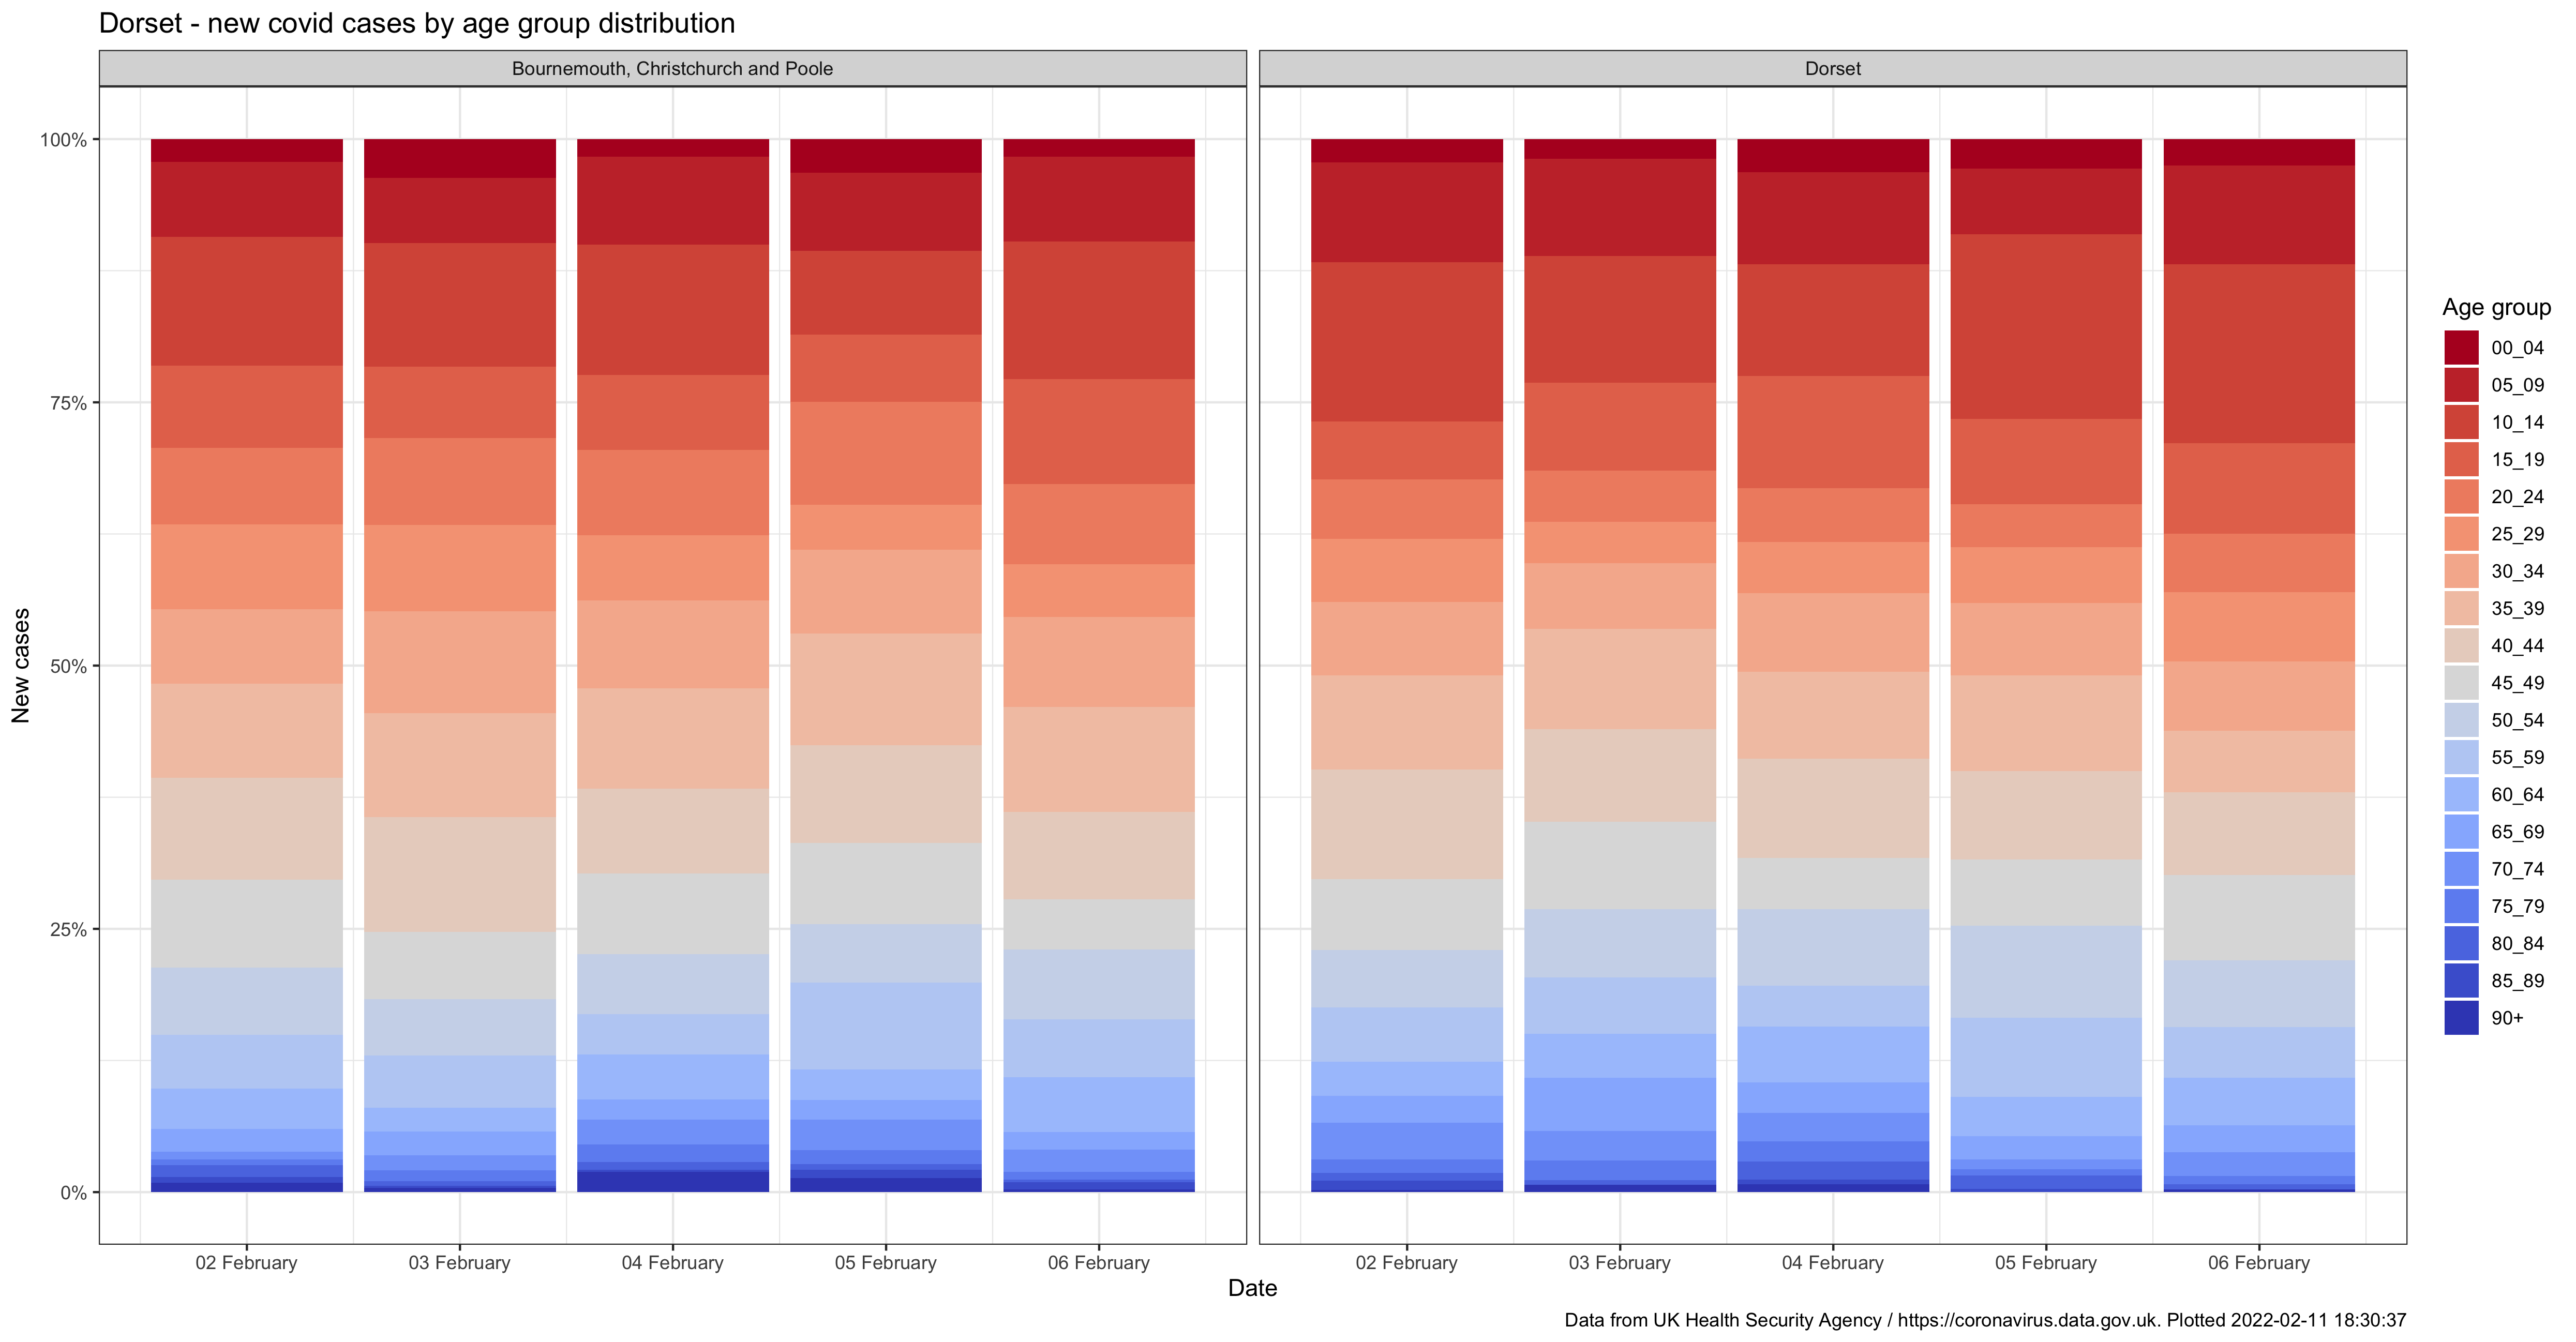 Dorset - new covid cases by age group distribution
Bournemouth, Christchurch and Poole
Dorset
New cases
100%
75%
50%
25%
0%
02 February
03 February
04 February
05 February
06 February
02 February
03 February
04 February
05 February
06 February
Date
Age group
00_04
05_09
10_14
15_19
20_24
25_29
30_34
35_39
40_44
45_49
50_54
55_59
60_64
65_69
70_74
75_79
80_84
85_89
90+
Data from UK Health Security Agency / https://coronavirus.data.gov.uk. Plotted 2022-02-11 18:30:37